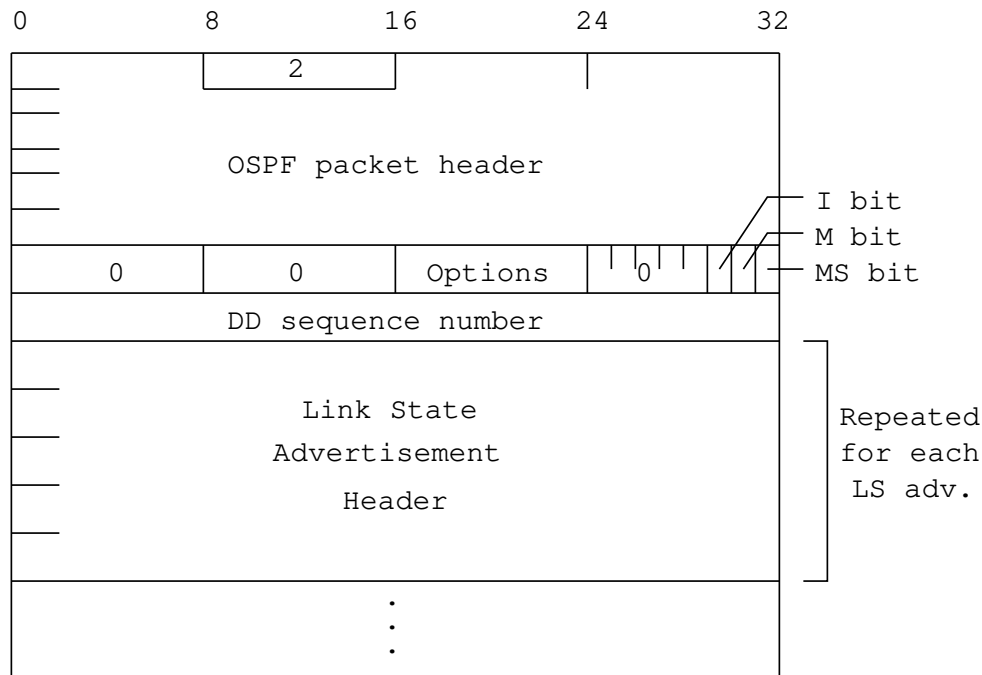 0 8 16 24 32
2
OSPF packet header
I bit
M bit
0 0 Options 0 MS bit
DD sequence number
Link State
Advertisement
Header
Repeated
for each
LS adv.
.
.
.